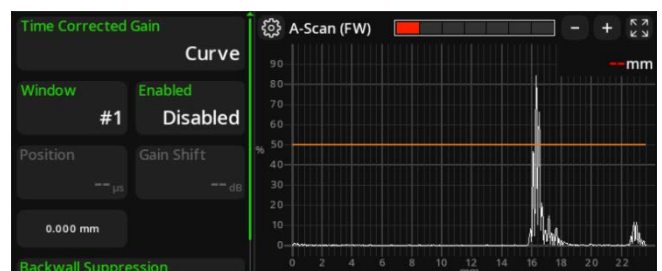 Time Corrected Gain
Curve
Window
#1
Enabled
Disabled
Position
-- µs
Gain Shift
-- dB
0.000 mm
Backwall Suppression
A-Scan (FW)
- +
--mm
90
80
70
60
% 50
40
30
20
10
0
0 2 4 6 8 10 12 14 16 18 20 22
mm